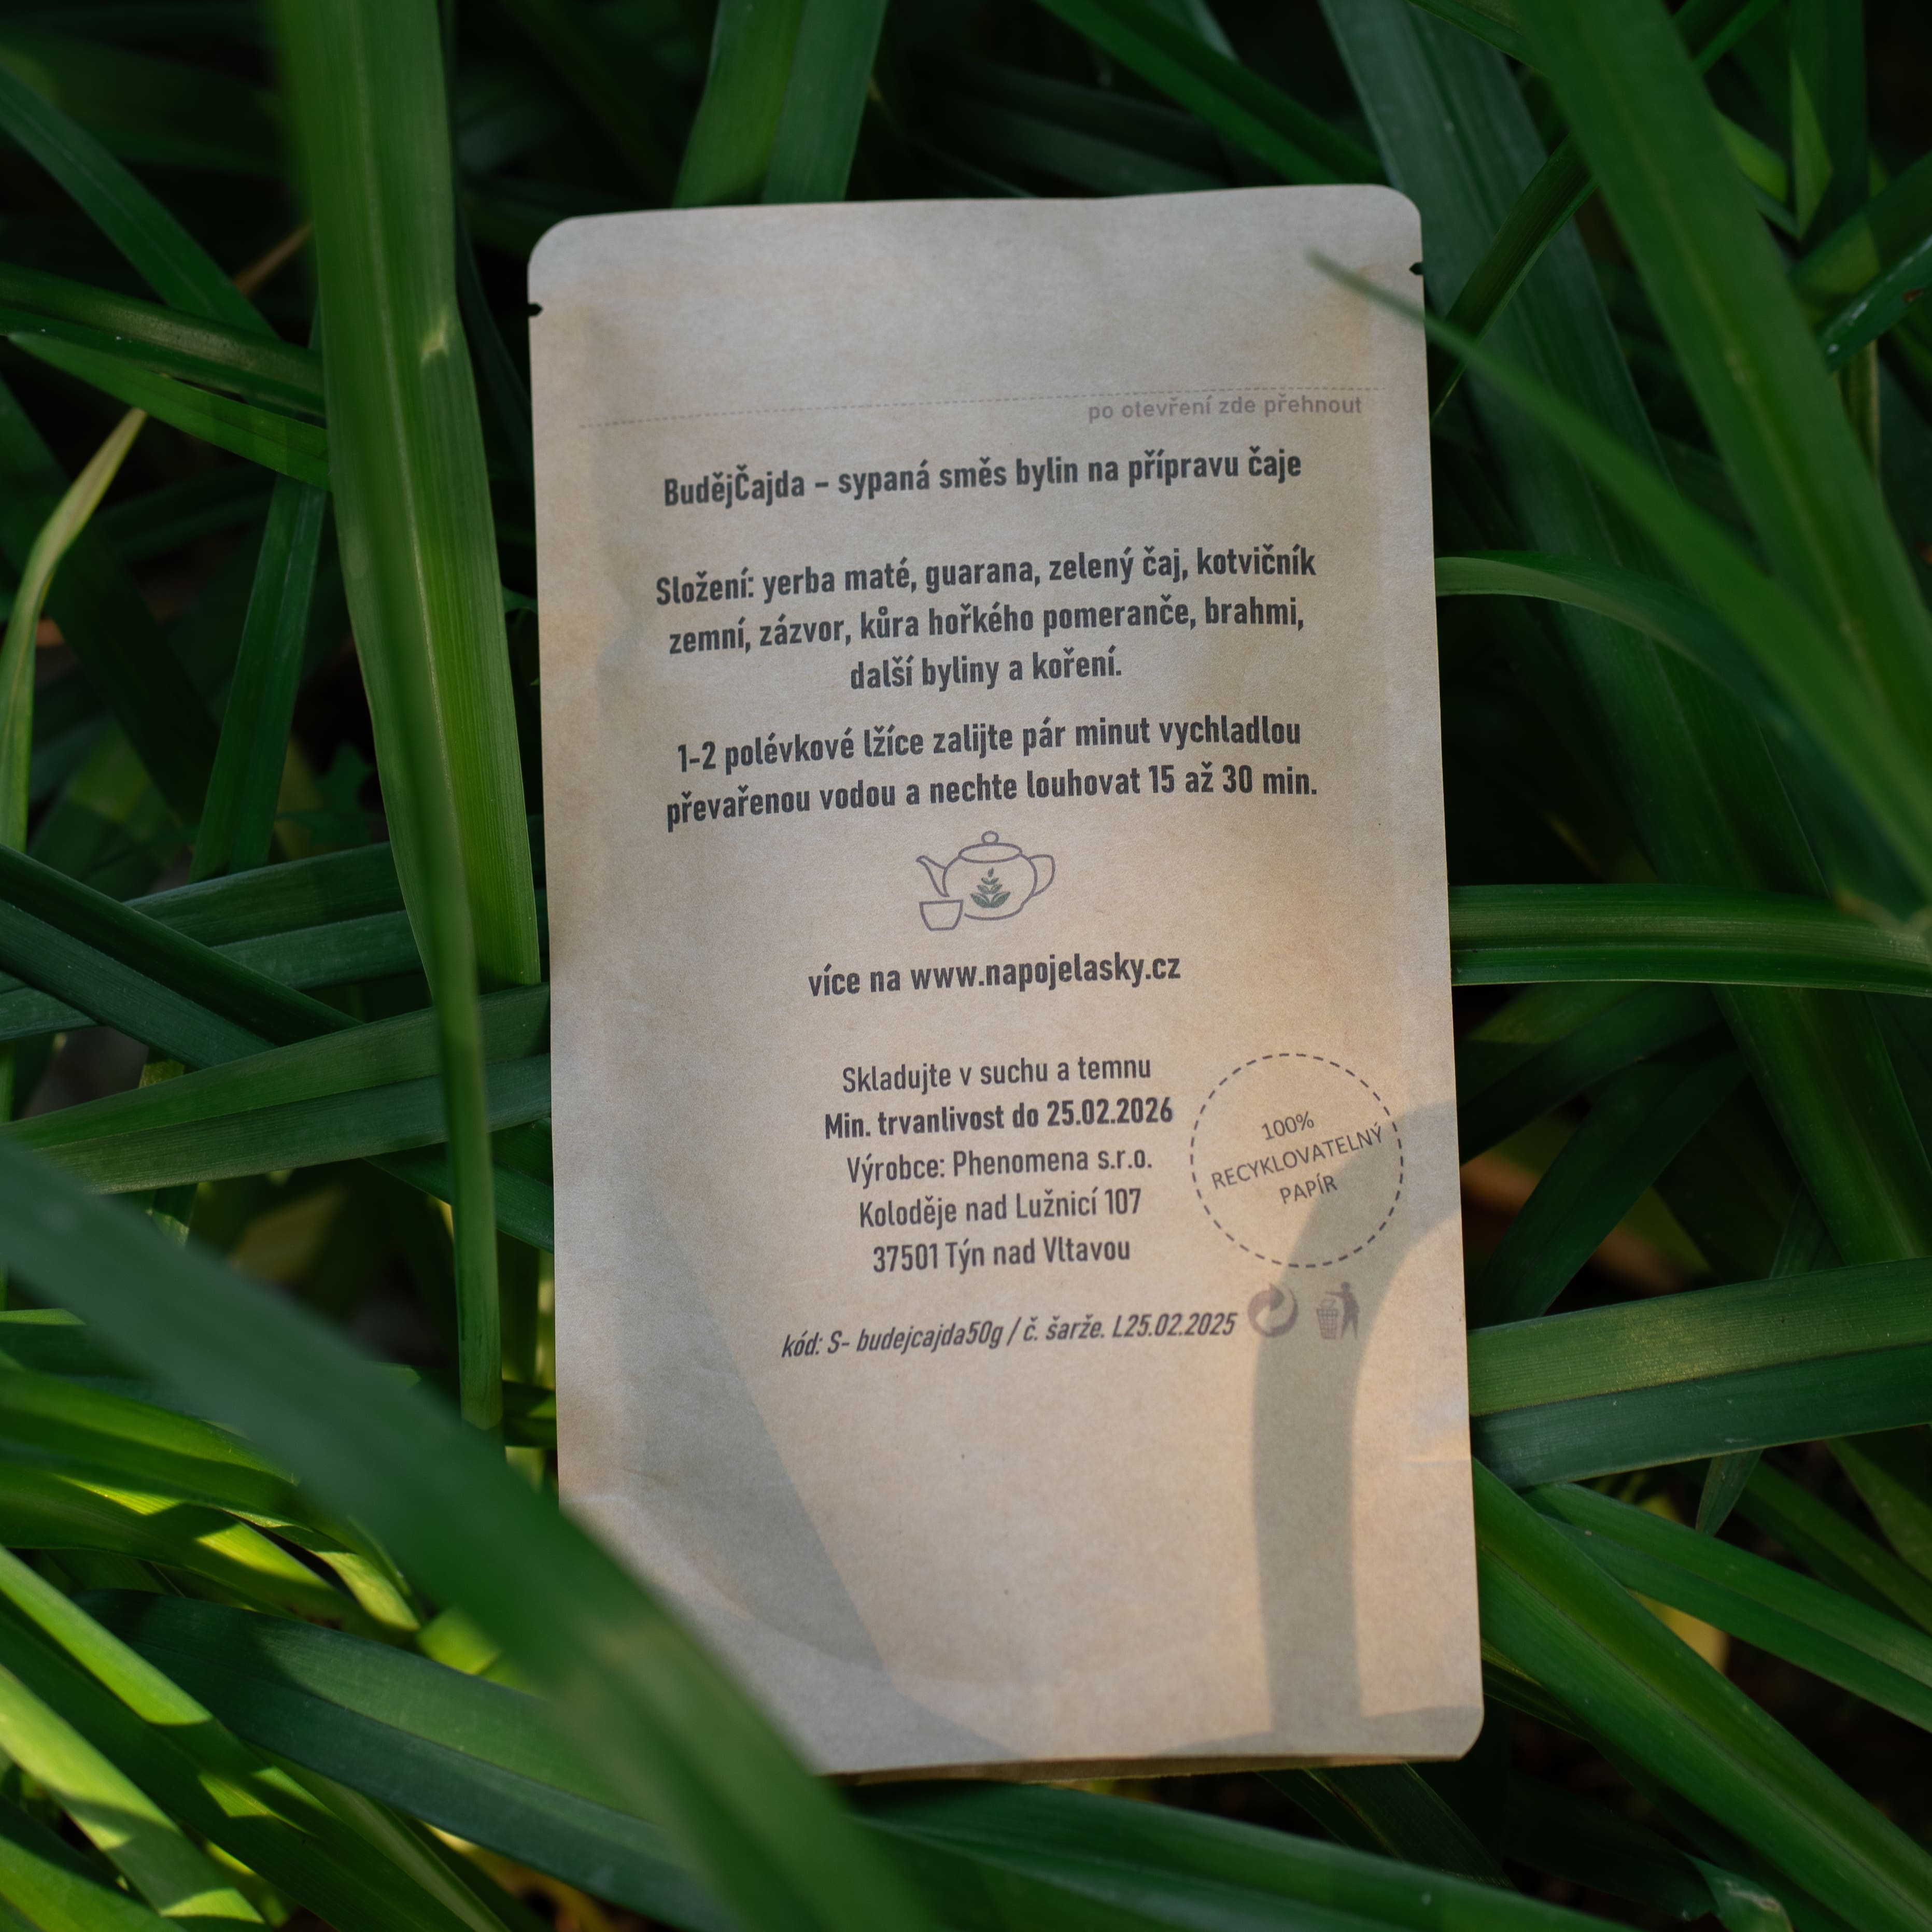 po otevření zde přehnout
BudějČajda – sypaná směs bylin na přípravu čaje
Složení: yerba maté, guarana, zelený čaj, kotvičník
zemní, zázvor, kůra hořkého pomeranče, brahmi,
další byliny a koření.
1-2 polévkové lžíce zalijte pár minut vychladlou
převařenou vodou a nechte louhovat 15 až 30 min.
více na www.napojelasky.cz
Skladujte v suchu a temnu
Min. trvanlivost do 25.02.2026
Výrobce: Phenomena s.r.o.
Koloděje nad Lužnicí 107
37501 Týn nad Vltavou
100%
RECYKLOVATELNÝ
PAPÍR
kód: S- budejcajda50g / č. šarže. L25.02.2025